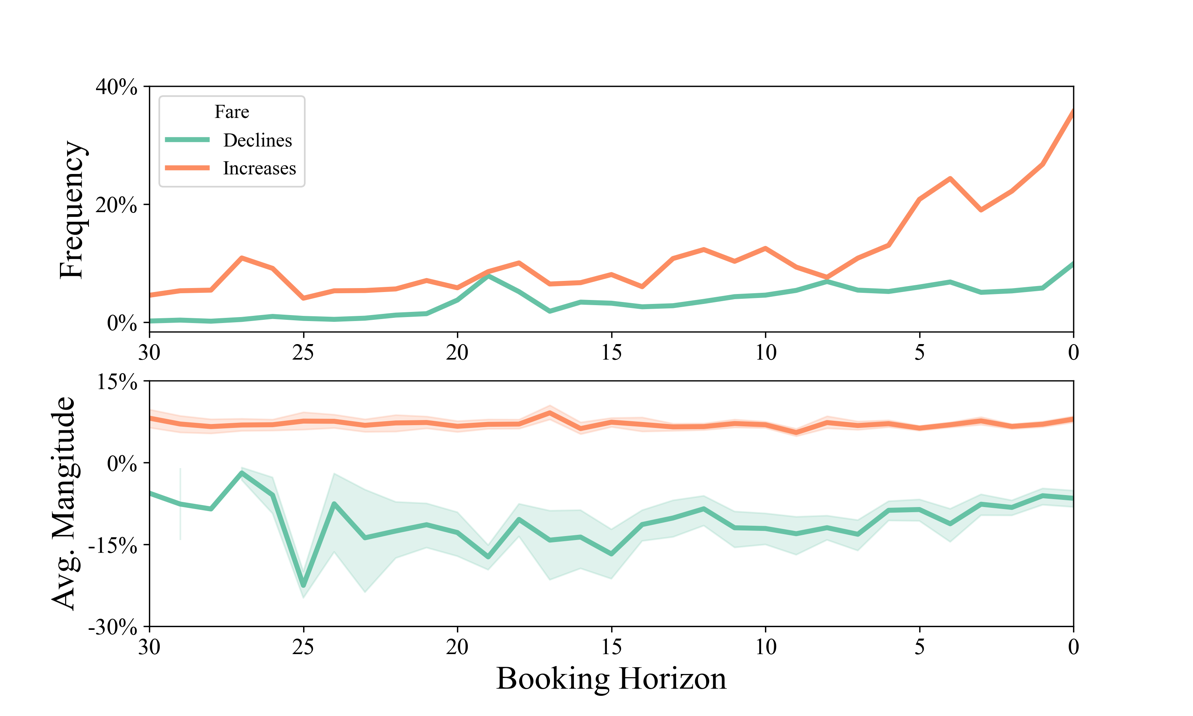 40%
20%
0%
Frequency
Fare
Declines
Increases
30 25 20 15 10 5 0
15%
0%
-15%
-30%
Avg. Mangitude
30 25 20 15 10 5 0
Booking Horizon